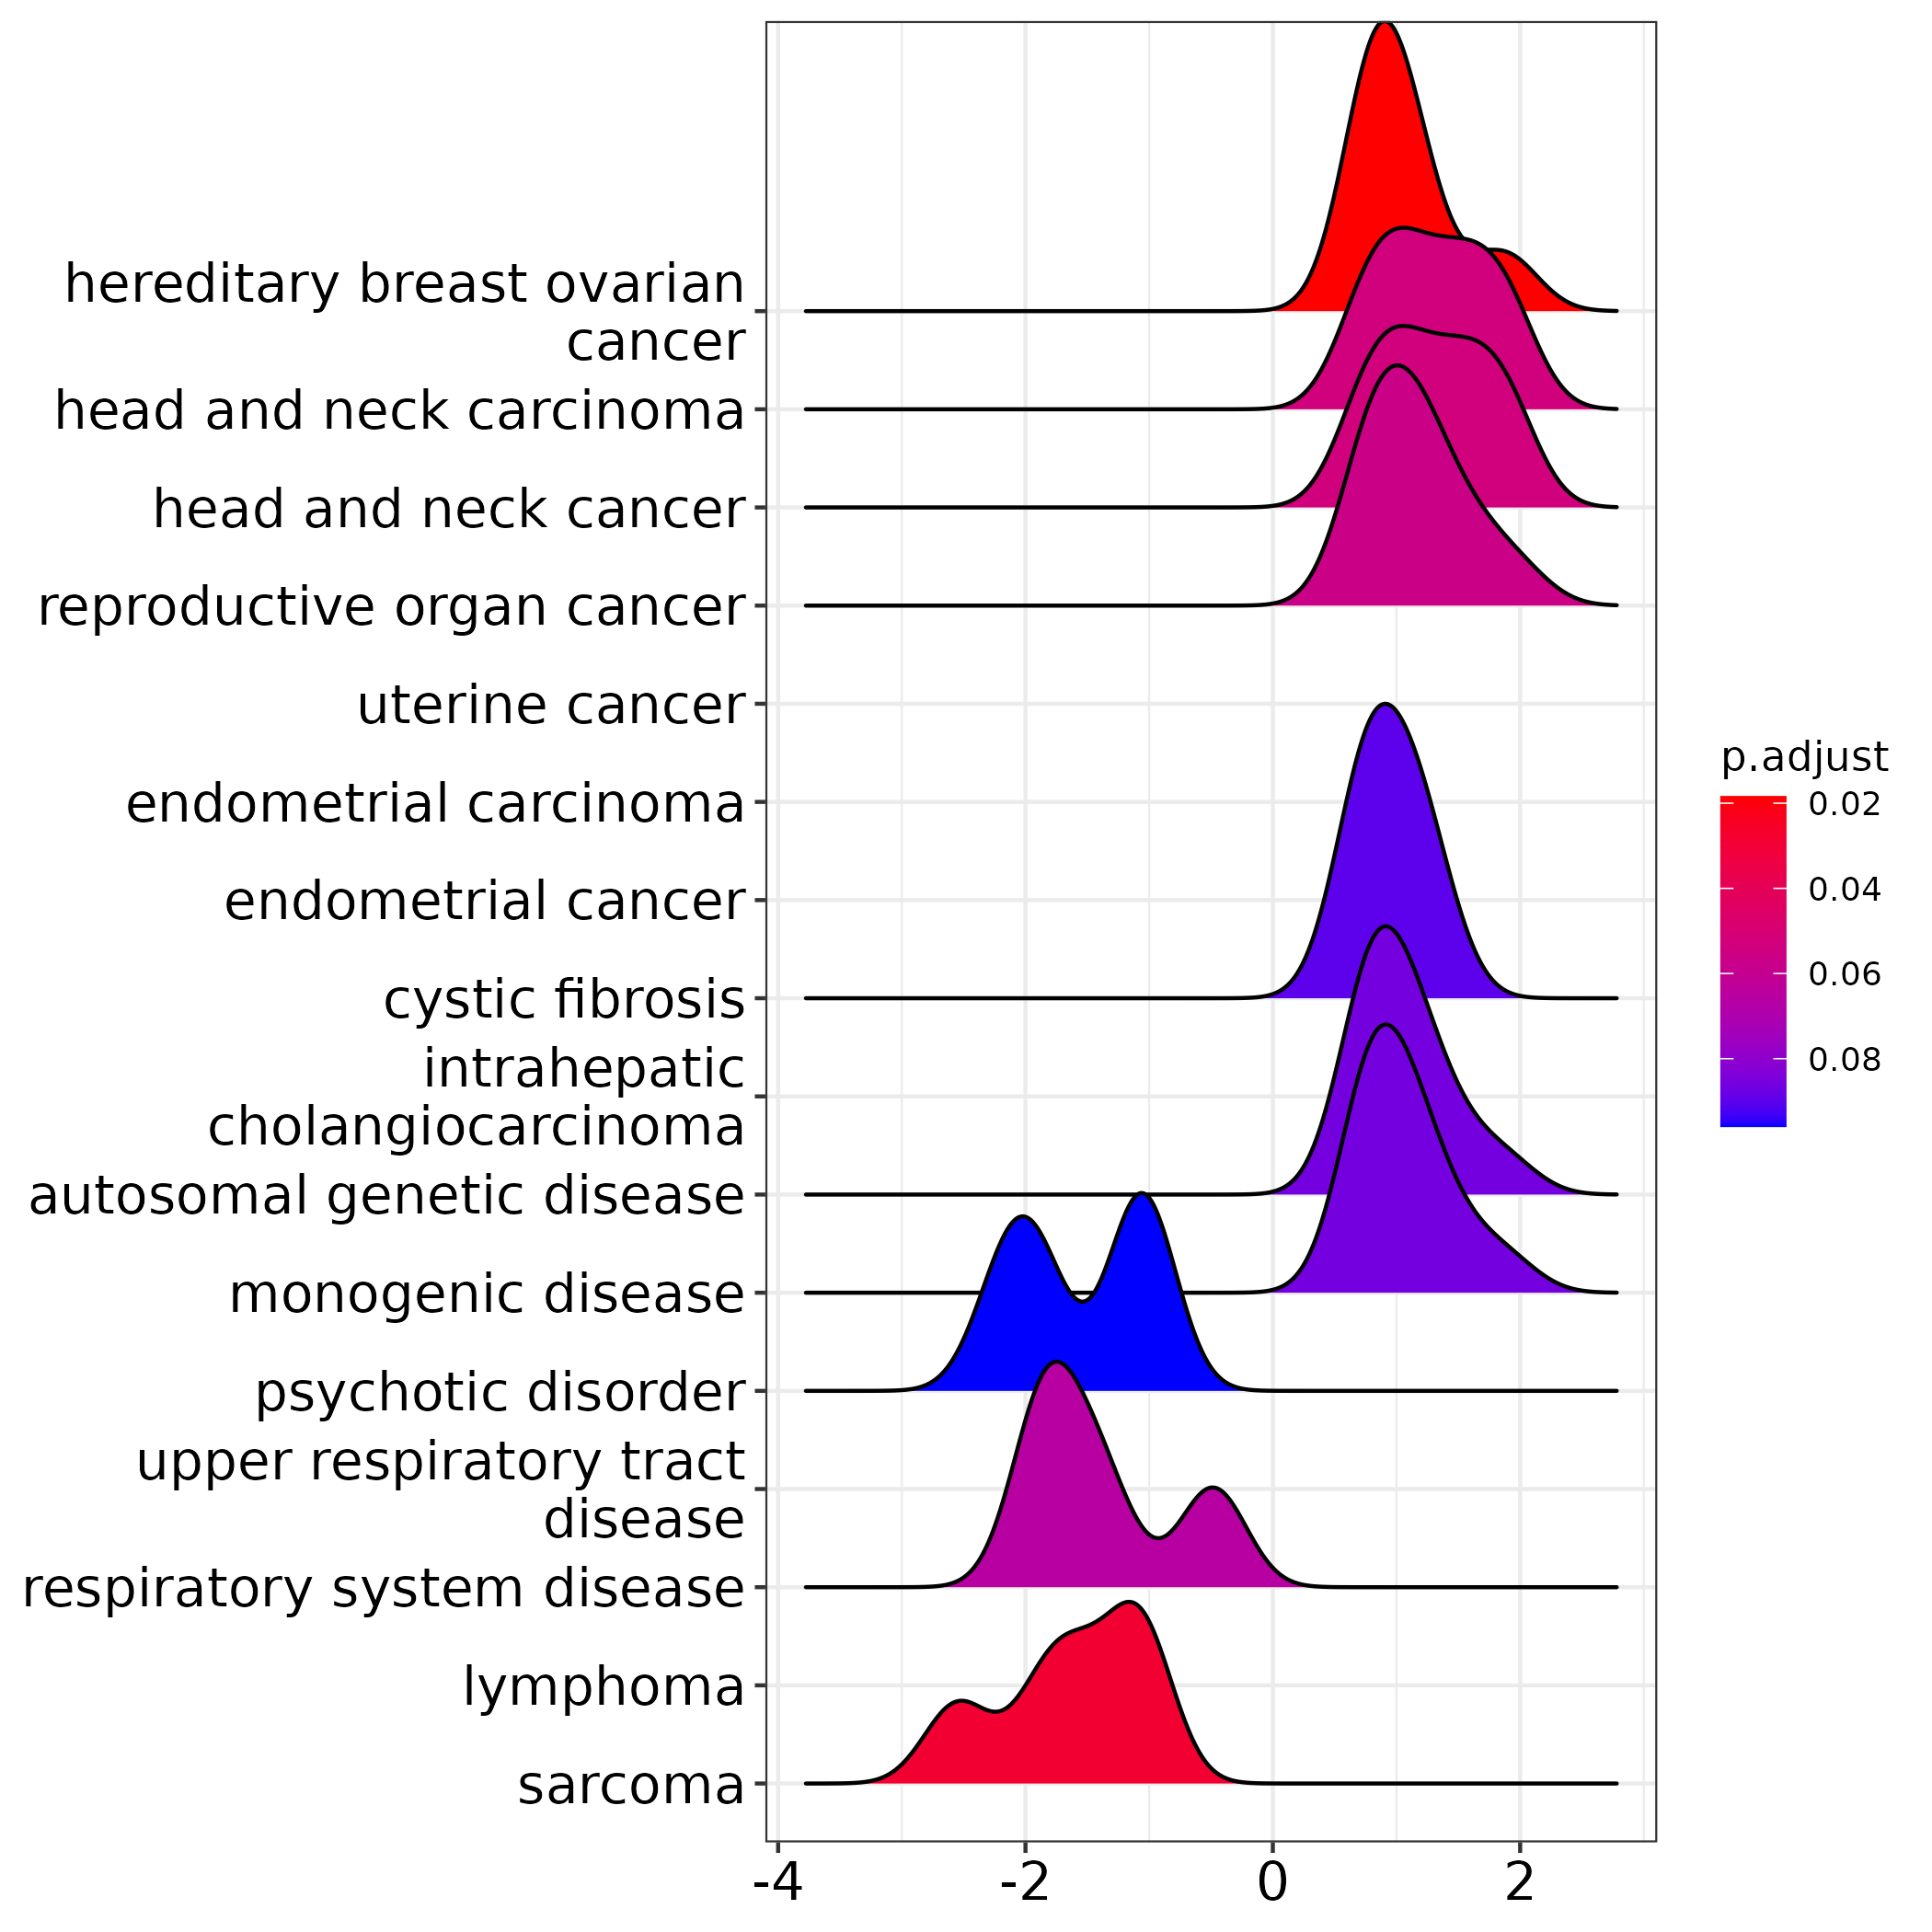 hereditary breast ovarian
cancer
head and neck carcinoma
head and neck cancer
reproductive organ cancer
uterine cancer
endometrial carcinoma
endometrial cancer
cystic fibrosis
intrahepatic
cholangiocarcinoma
autosomal genetic disease
monogenic disease
psychotic disorder
upper respiratory tract
disease
respiratory system disease
lymphoma
sarcoma
-4 -2 0 2
p.adjust
0.02
0.04
0.06
0.08